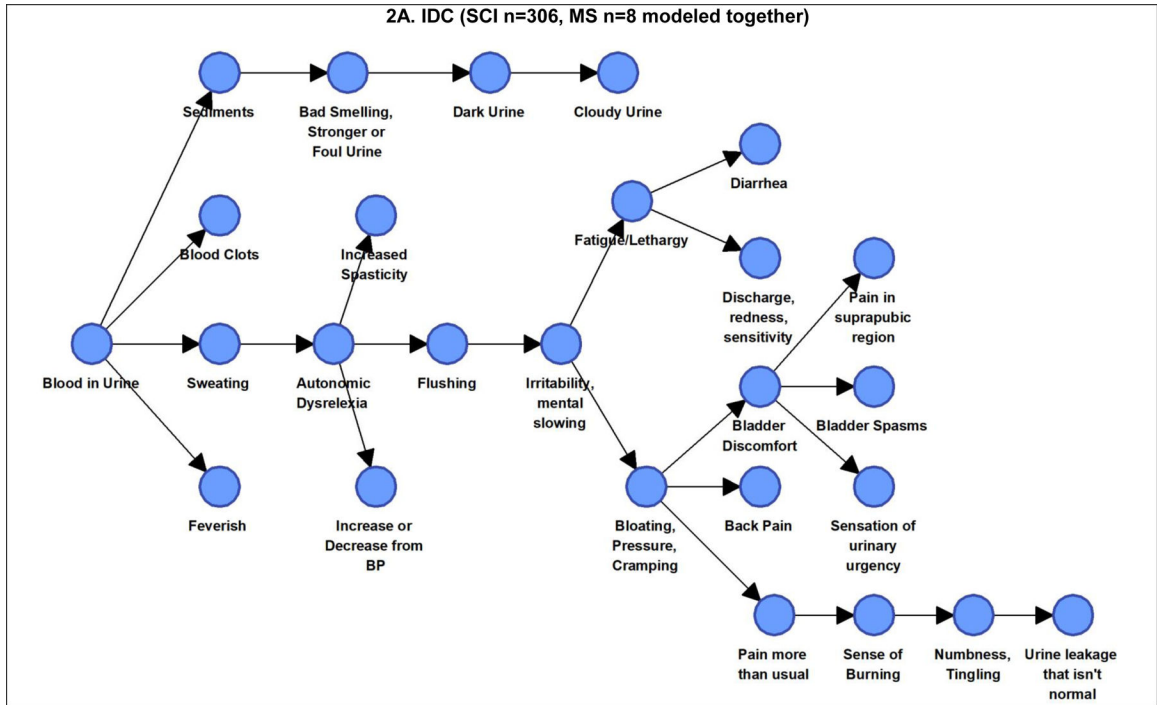 2A. IDC (SCI n=306, MS n=8 modeled together)
Sediments
Bad Smelling,
Stronger or
Foul Urine
Dark Urine
Cloudy Urine
Diarrhea
Blood Clots
Increased
Spasticity
Fatigue/Lethargy
Discharge,
redness,
sensitivity
Pain in
suprapubic
region
Blood in Urine
Sweating
Autonomic
Dysrelexia
Flushing
Irritability,
mental
slowing
Bladder
Discomfort
Bladder Spasms
Feverish
Increase or
Decrease from
BP
Bloating,
Pressure,
Cramping
Back Pain
Sensation of
urinary
urgency
Pain more
than usual
Sense of
Burning
Numbness,
Tingling
Urine leakage
that isn't
normal